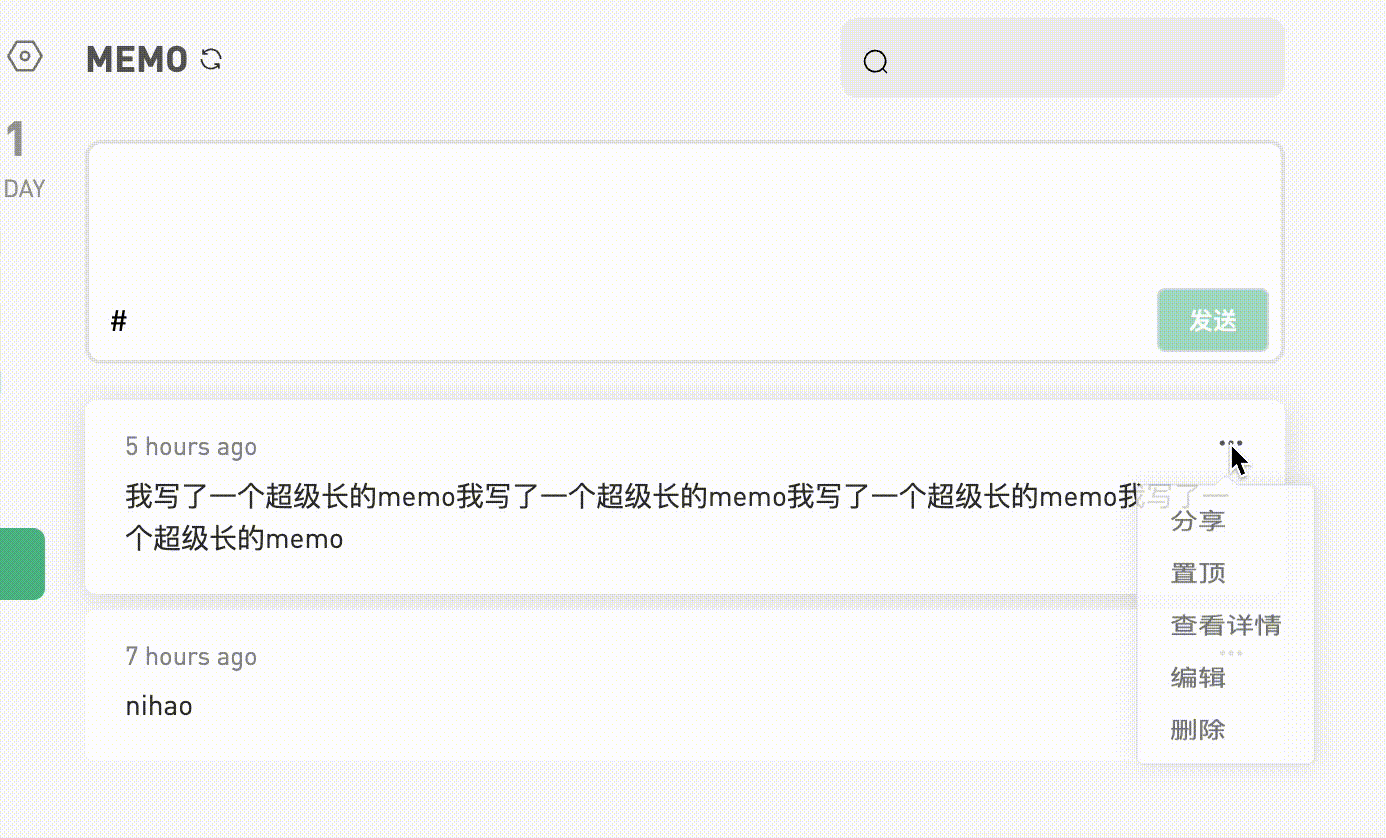 MEMO
1
DAY
#
发送
5 hours ago
我写了一个超级长的memo我写了一个超级长的memo我写了一个超级长的memo我写了一
个超级长的memo
分享
置顶
查看详情
编辑
删除
7 hours ago
nihao